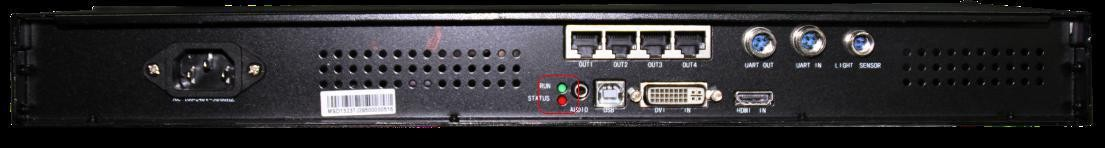 OUT1 OUT2 OUT3 OUT4
UART OUT UART IN LIGHT SENSOR
RUN
STATUS
AUDIO USB DVI IN HDMI IN